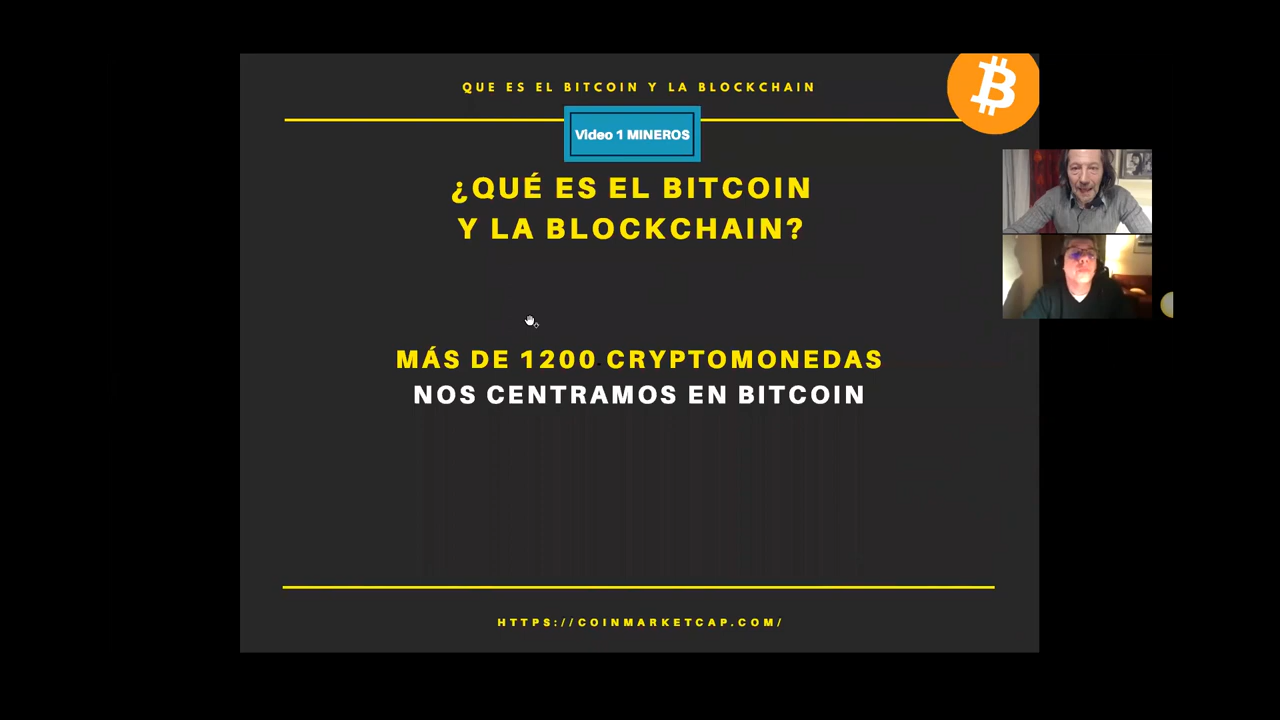 QUE ES EL BITCOIN Y LA BLOCKCHAIN
Video 1 MINEROS
¿QUÉ ES EL BITCOIN
Y LA BLOCKCHAIN?
MÁS DE 1200 CRYPTOMONEDAS
NOS CENTRAMOS EN BITCOIN
HTTPS://COINMARKETCAP.COM/